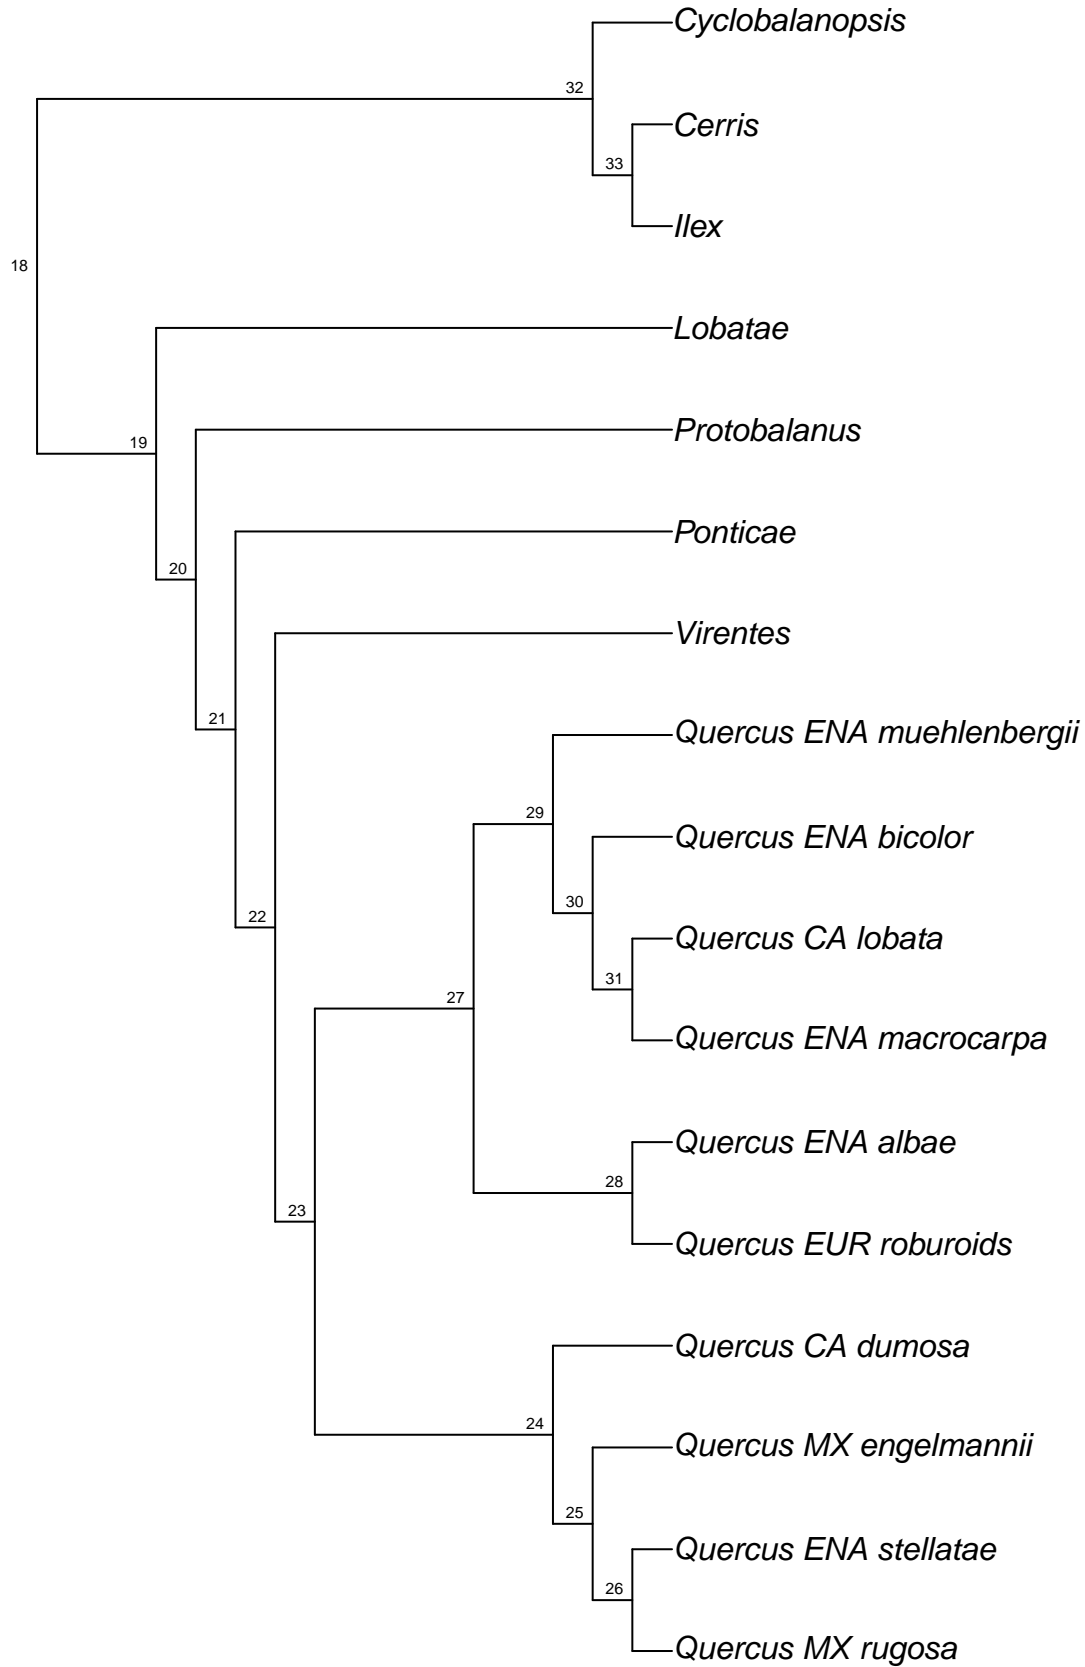 Cyclobalanopsis
32
Cerris
33
Ilex
18
Lobatae
Protobalanus
19
Ponticae
20
Virentes
21
Quercus ENA muehlenbergii
29
Quercus ENA bicolor
30
22
Quercus CA lobata
31
27
Quercus ENA macrocarpa
Quercus ENA albae
28
23
Quercus EUR roburoids
Quercus CA dumosa
24
Quercus MX engelmannii
25
Quercus ENA stellatae
26
Quercus MX rugosa